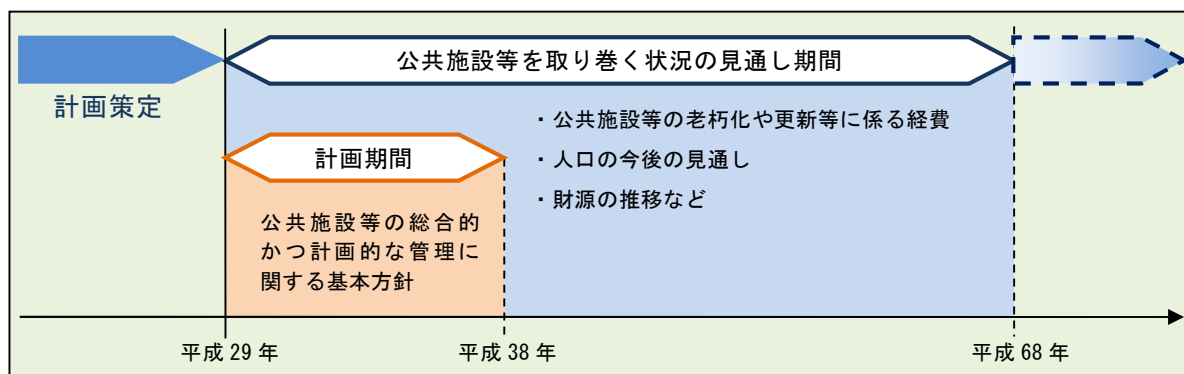 公共施設等を取り巻く状況の見通し期間
計画策定
・公共施設等の老朽化や更新等に係る経費
・人口の今後の見通し
・財源の推移など
計画期間
公共施設等の総合的
かつ計画的な管理に
関する基本方針
平成 29 年
平成 38 年
平成 68 年